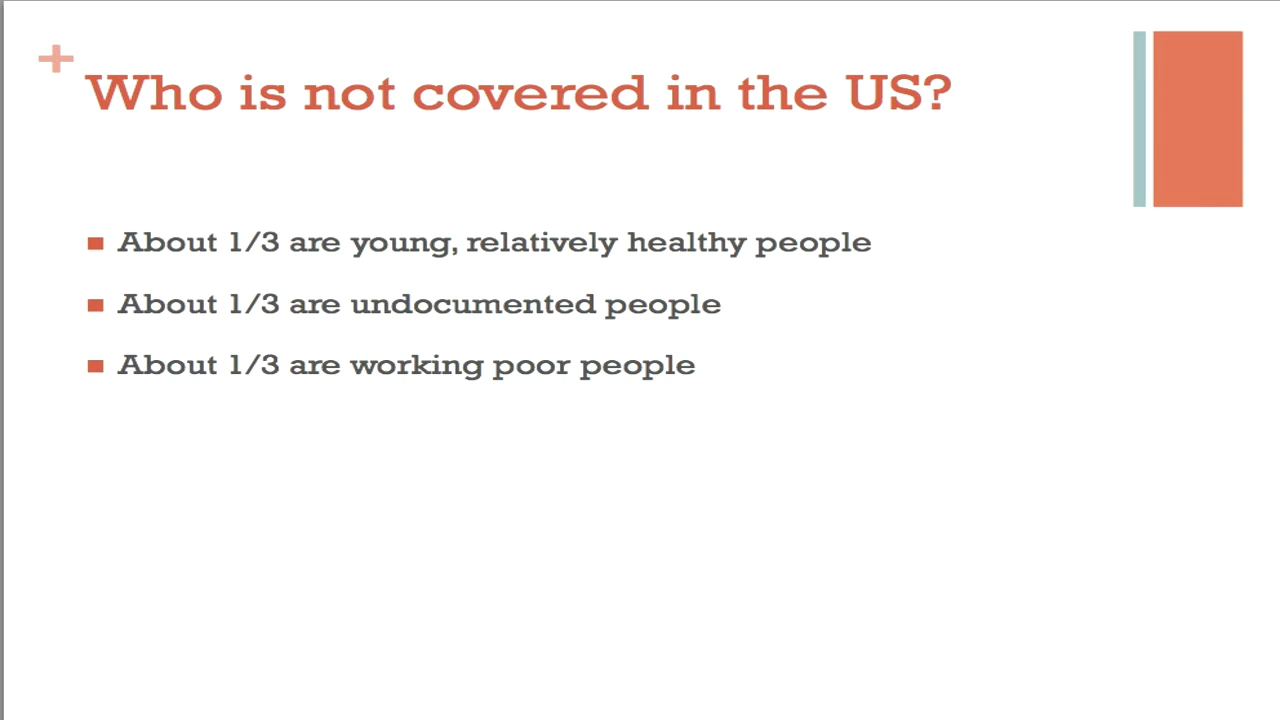 +
Who is not covered in the US?
About 1/3 are young, relatively healthy people
About 1/3 are undocumented people
About 1/3 are working poor people